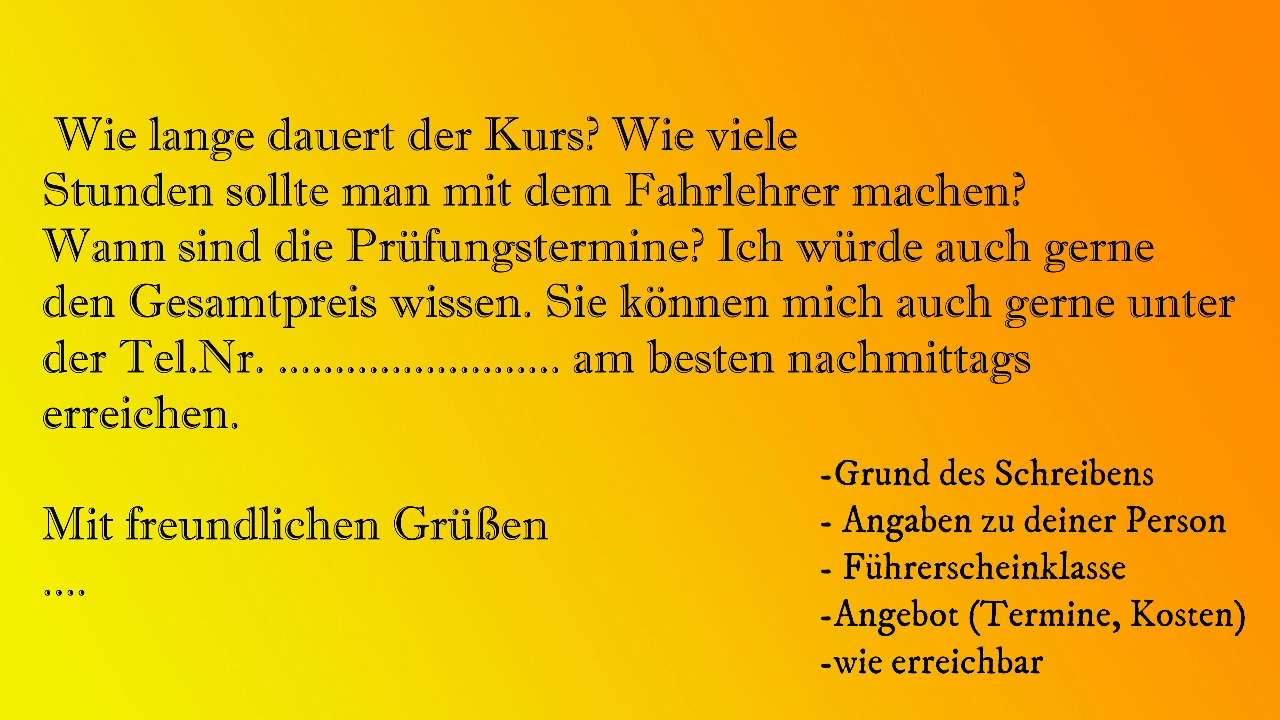 Wie lange dauert der Kurs? Wie viele
Stunden sollte man mit dem Fahrlehrer machen?
Wann sind die Prüfungstermine? Ich würde auch gerne
den Gesamtpreis wissen. Sie können mich auch gerne unter
der Tel.Nr. ......................... am besten nachmittags
erreichen.
Mit freundlichen Grüßen
....
-Grund des Schreibens
- Angaben zu deiner Person
- Führerscheinklasse
-Angebot (Termine, Kosten)
-wie erreichbar